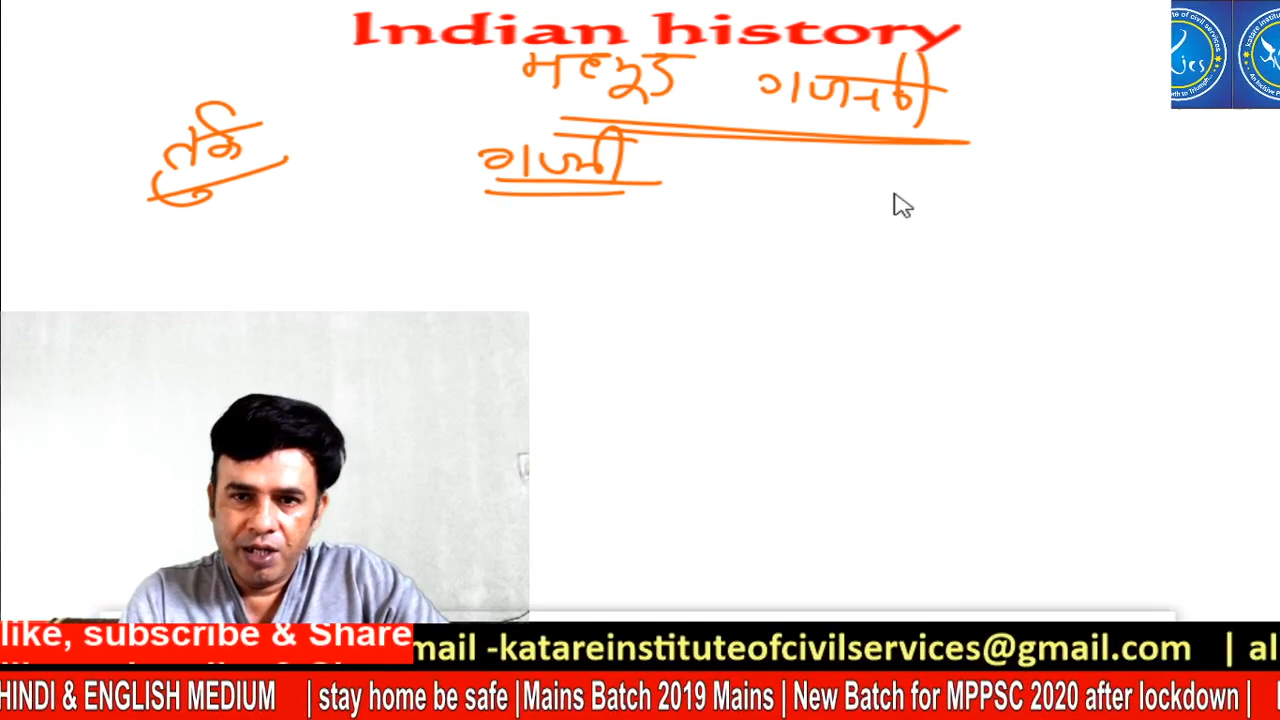 Indian history
महमूद गजनबी
तुर्क
गजनी
like, subscribe & Share
mail -katareinstituteofcivilservices@gmail.com | al
HINDI & ENGLISH MEDIUM | stay home be safe |Mains Batch 2019 Mains | New Batch for MPPSC 2020 after lockdown |